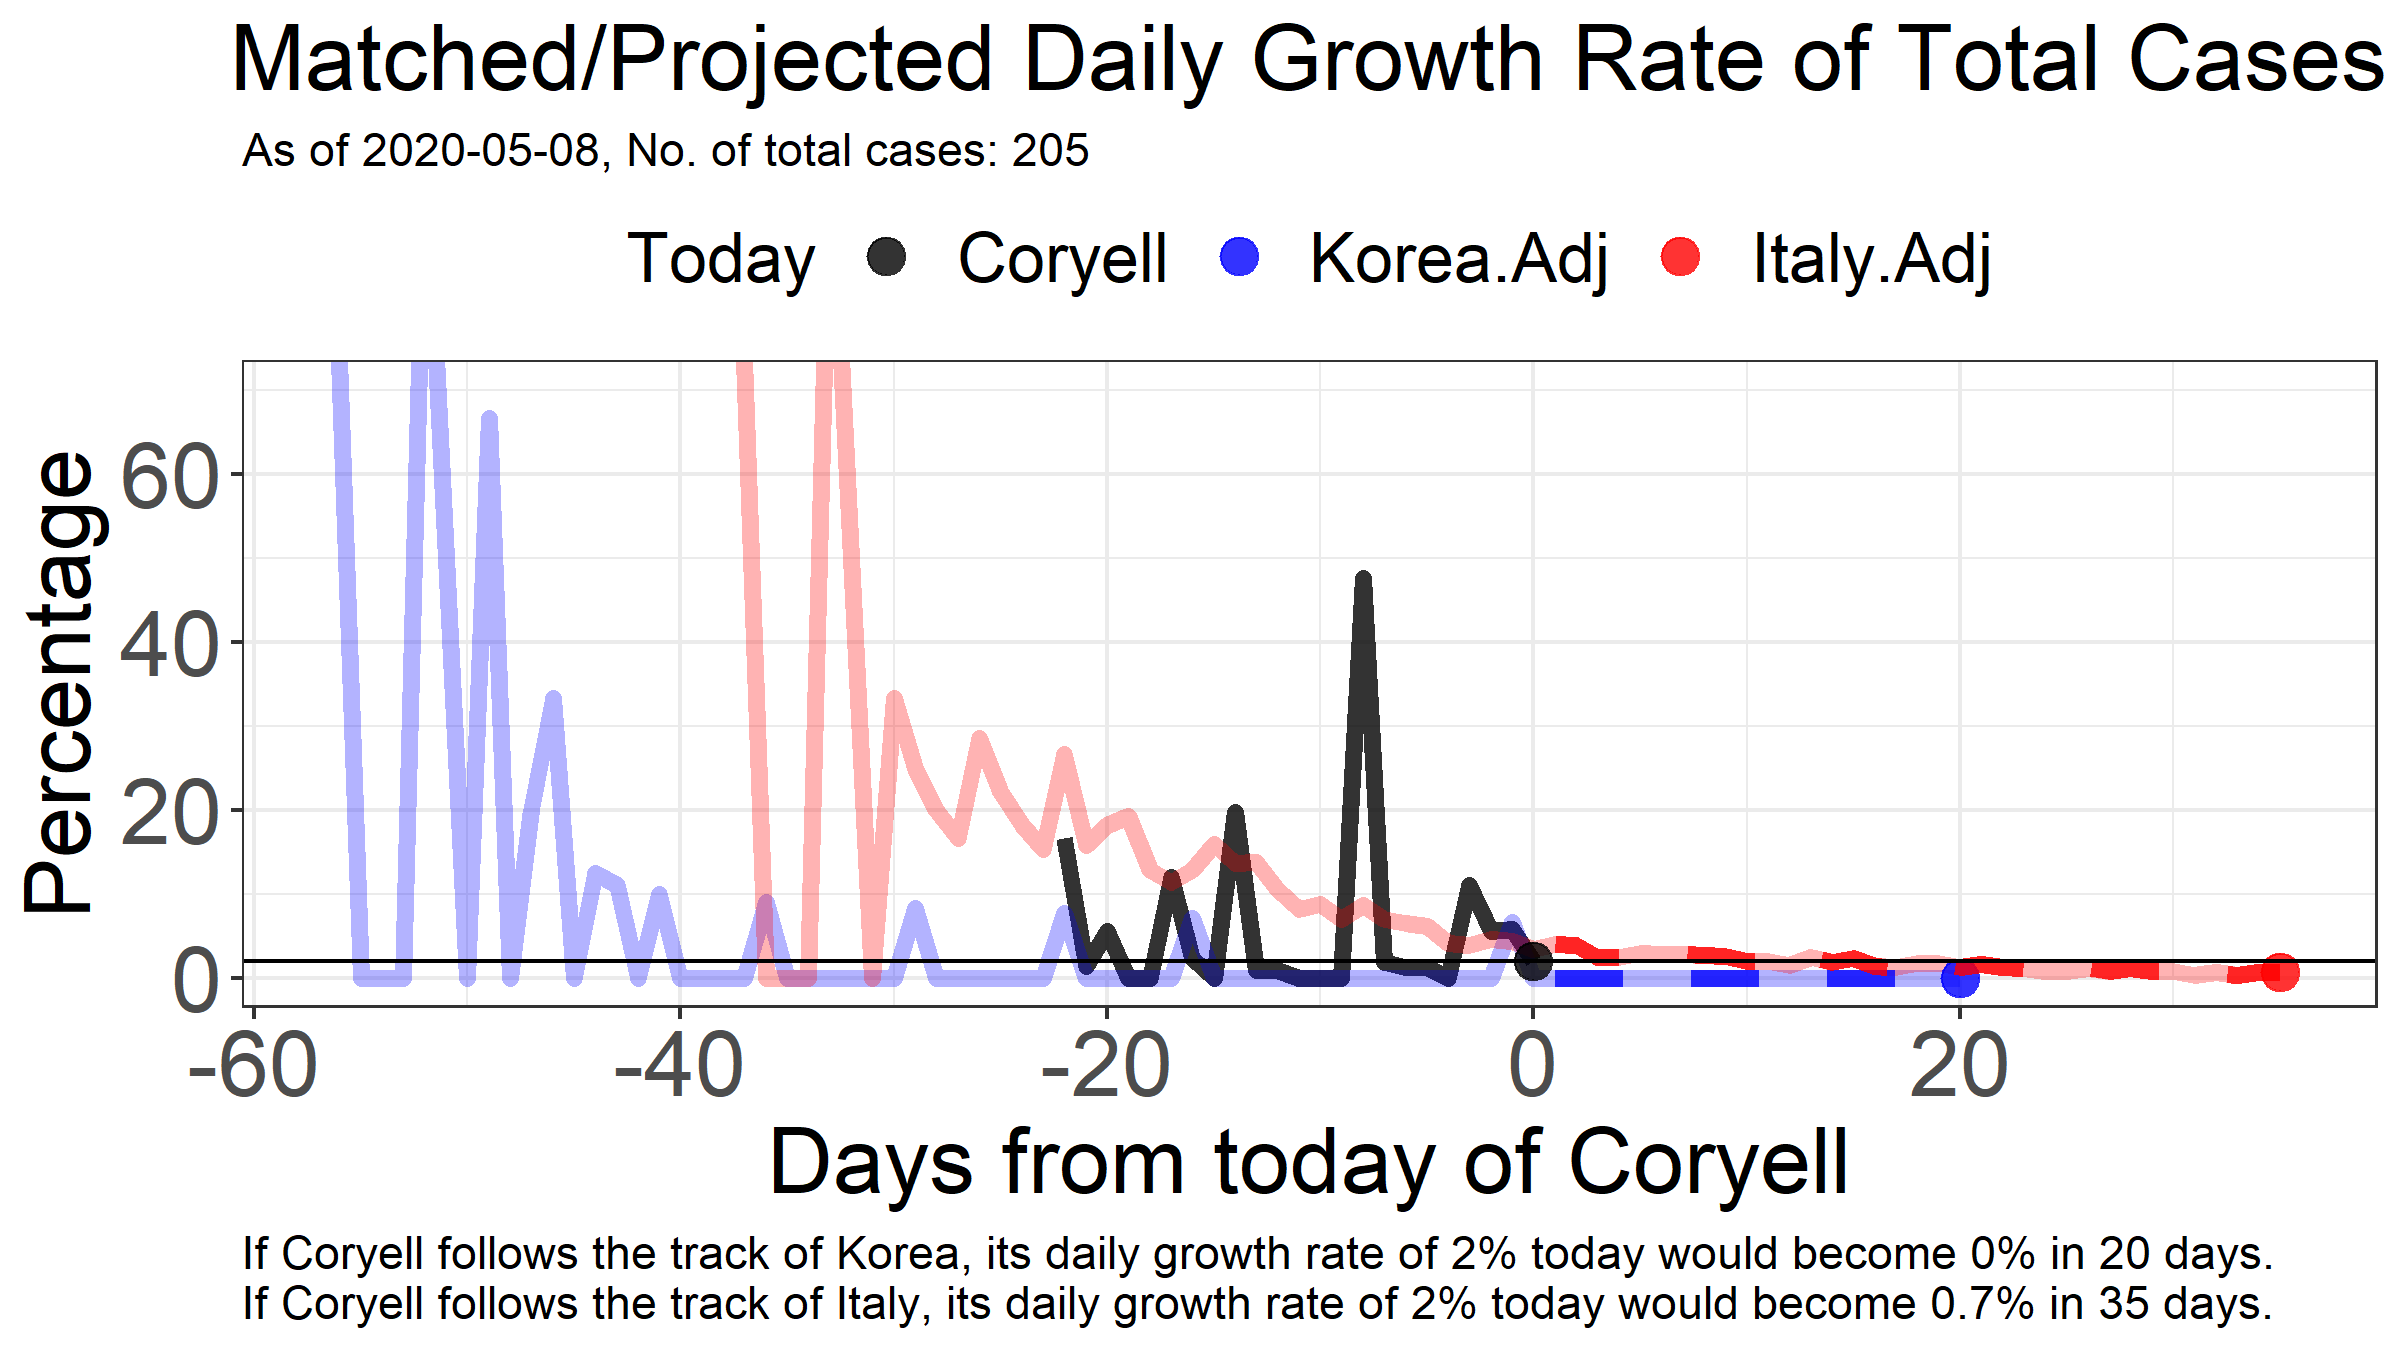 Matched/Projected Daily Growth Rate of Total Cases
As of 2020-05-08, No. of total cases: 205
Today Coryell Korea.Adj Italy.Adj
Percentage
60
40
20
0
-60 -40 -20 0 20
Days from today of Coryell
If Coryell follows the track of Korea, its daily growth rate of 2% today would become 0% in 20 days.
If Coryell follows the track of Italy, its daily growth rate of 2% today would become 0.7% in 35 days.